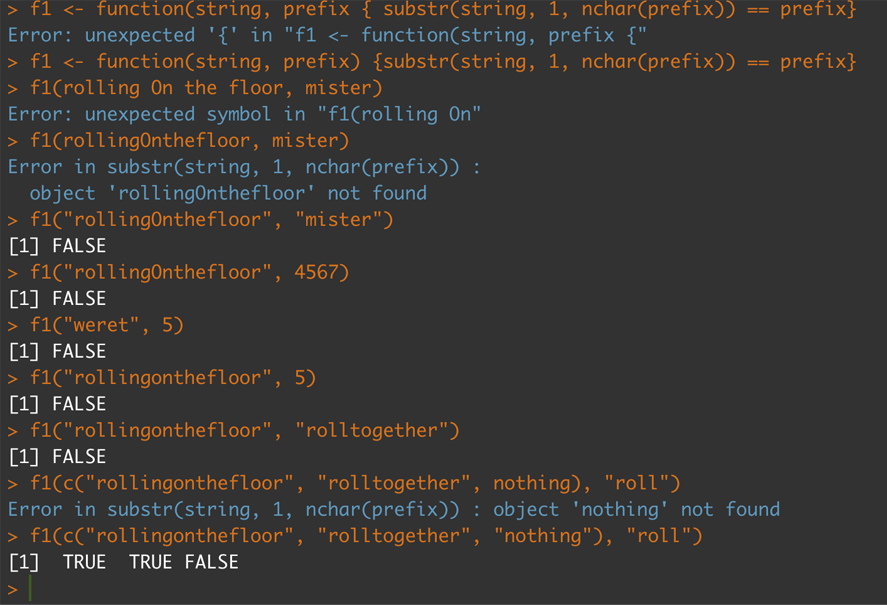 > f1 <- function(string, prefix { substr(string, 1, nchar(prefix)) == prefix}
Error: unexpected '{' in "f1 <- function(string, prefix {"
> f1 <- function(string, prefix) {substr(string, 1, nchar(prefix)) == prefix}
> f1(rolling On the floor, mister)
Error: unexpected symbol in "f1(rolling On"
> f1(rollingOnthefloor, mister)
Error in substr(string, 1, nchar(prefix)) :
  object 'rollingOnthefloor' not found
> f1("rollingOnthefloor", "mister")
[1] FALSE
> f1("rollingOnthefloor", 4567)
[1] FALSE
> f1("weret", 5)
[1] FALSE
> f1("rollingonthefloor", 5)
[1] FALSE
> f1("rollingonthefloor", "rolltogether")
[1] FALSE
> f1(c("rollingonthefloor", "rolltogether", nothing), "roll")
Error in substr(string, 1, nchar(prefix)) : object 'nothing' not found
> f1(c("rollingonthefloor", "rolltogether", "nothing"), "roll")
[1]  TRUE  TRUE FALSE
>